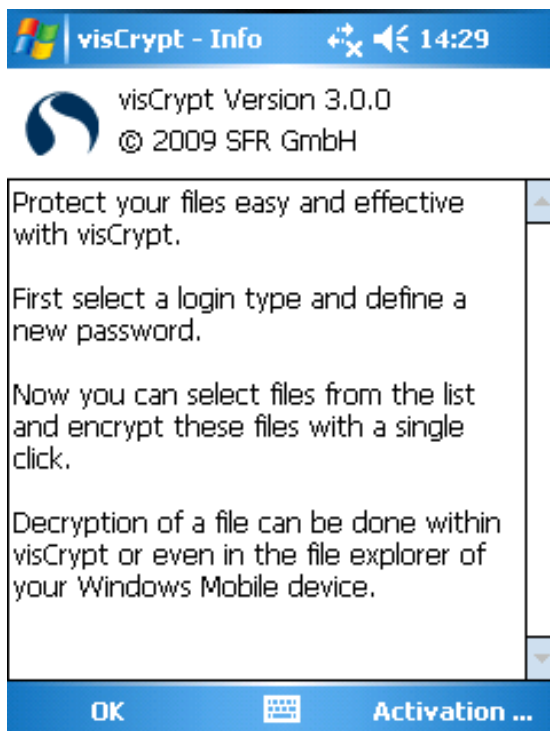 visCrypt - Info 14:29
visCrypt Version 3.0.0
© 2009 SFR GmbH
Protect your files easy and effective
with visCrypt.
First select a login type and define a
new password.
Now you can select files from the list
and encrypt these files with a single
click.
Decryption of a file can be done within
visCrypt or even in the file explorer of
your Windows Mobile device.
OK Activation ...